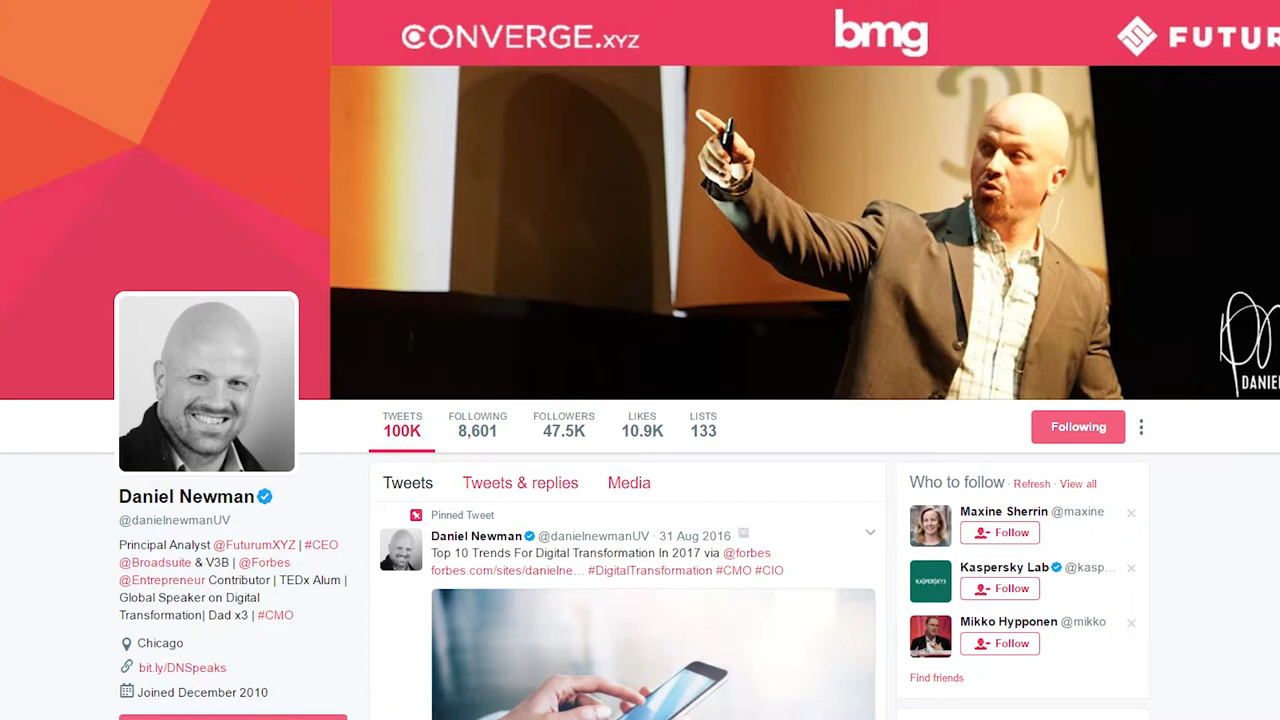 CONVERGE.XYZ
bmg
FUTUR
DANIE
TWEETS FOLLOWING FOLLOWERS LIKES LISTS
100K 8,601 47.5K 10.9K 133
Following
Daniel Newman
@danielnewmanUV
Principal Analyst @FuturumXYZ | #CEO
@Broadsuite & V3B | @Forbes
@Entrepreneur Contributor | TEDx Alum |
Global Speaker on Digital
Transformation| Dad x3 | #CMO
Chicago
bit.ly/DNSpeaks
Joined December 2010
Tweets Tweets & replies Media
Pinned Tweet
Daniel Newman @danielnewmanUV · 31 Aug 2016
Top 10 Trends For Digital Transformation In 2017 via @forbes
forbes.com/sites/danielne… #DigitalTransformation #CMO #CIO
Who to follow · Refresh · View all
Maxine Sherrin @maxine
Follow
KASPERSKY
Kaspersky Lab @kasp...
Follow
Mikko Hypponen @mikko
Follow
Find friends